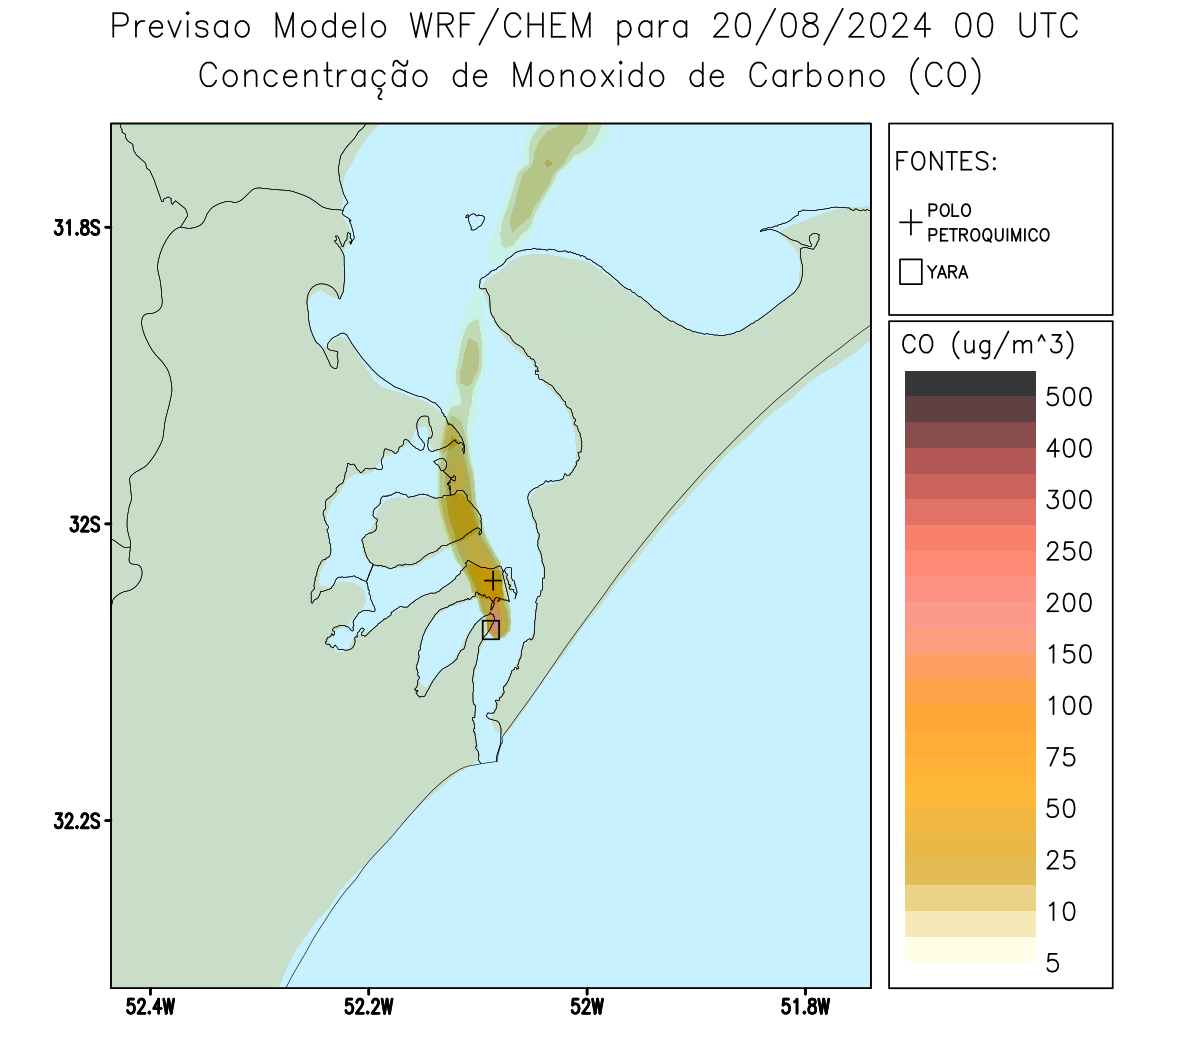 Previsao Modelo WRF/CHEM para 20/08/2024 00 UTC
Concentração de Monoxido de Carbono (CO)
FONTES:
POLO
PETROQUIMICO
YARA
CO (ug/m^3)
500
400
300
250
200
150
100
75
50
25
10
5
31.8S
32S
32.2S
52.4W
52.2W
52W
51.8W